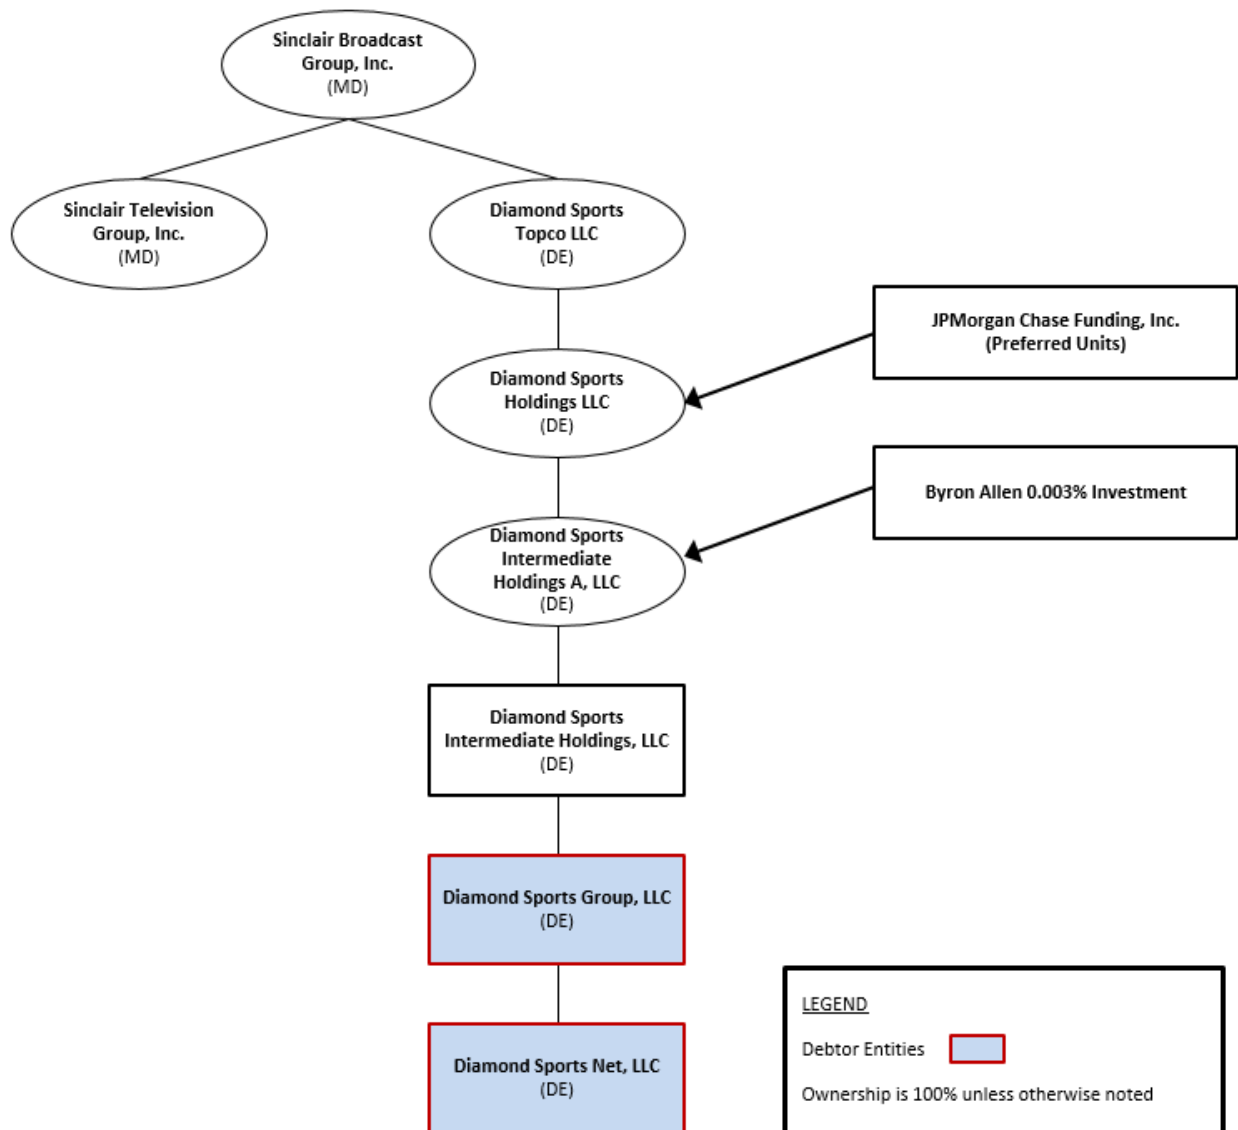 Sinclair Broadcast
Group, Inc.
(MD)
Sinclair Television
Group, Inc.
(MD)
Diamond Sports
Topco LLC
(DE)
JPMorgan Chase Funding, Inc.
(Preferred Units)
Diamond Sports
Holdings LLC
(DE)
Byron Allen 0.003% Investment
Diamond Sports
Intermediate
Holdings A, LLC
(DE)
Diamond Sports
Intermediate Holdings, LLC
(DE)
Diamond Sports Group, LLC
(DE)
Diamond Sports Net, LLC
(DE)
LEGEND
Debtor Entities
Ownership is 100% unless otherwise noted